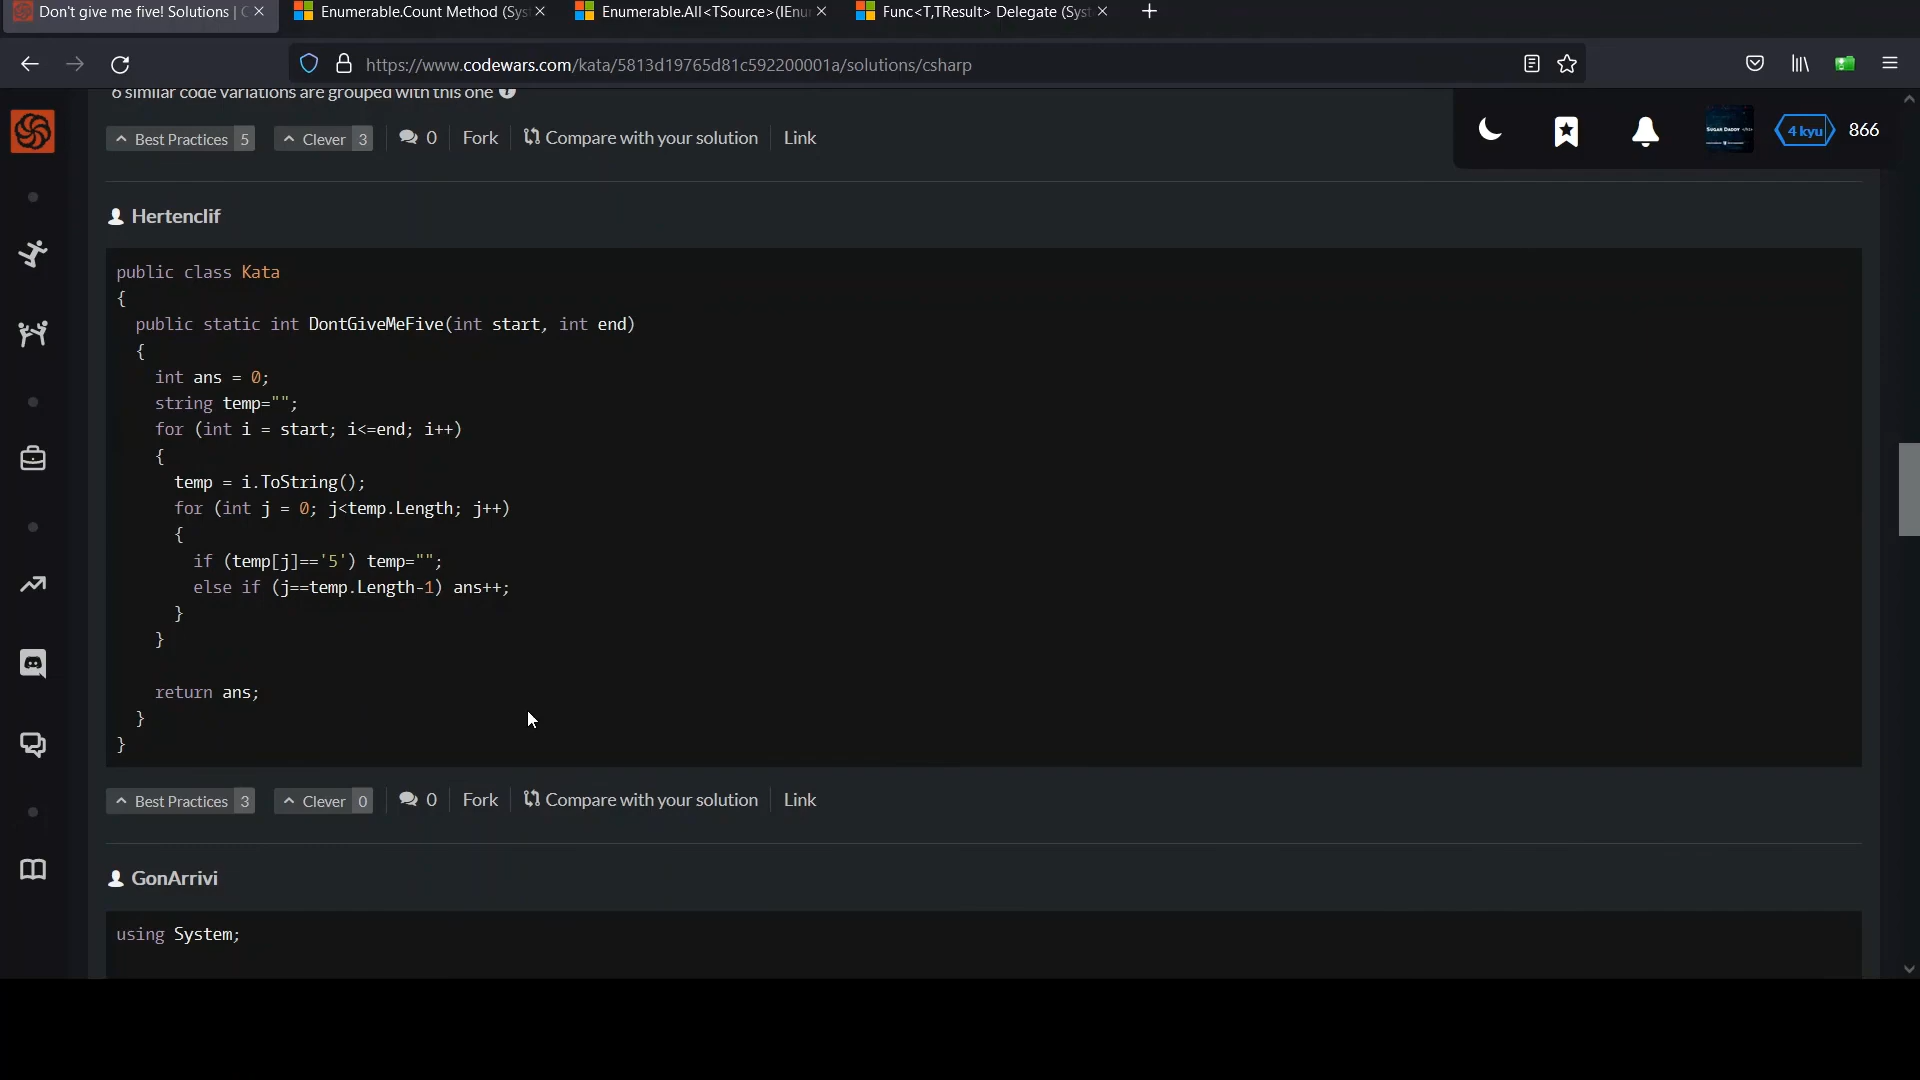 Don't give me five! Solutions | C
Enumerable.Count Method (Sys
Enumerable.All<TSource>(IEnu
Func<T,TResult> Delegate (Syst
https://www.codewars.com/kata/5813d19765d81c592200001a/solutions/csharp
6 similar code variations are grouped with this one ?
Best Practices 5 Clever 3 0 Fork Compare with your solution Link
SUGAR DADDY
4 kyu 866
Hertenclif
public class Kata
{
public static int DontGiveMeFive(int start, int end)
{
int ans = 0;
string temp="";
for (int i = start; i<=end; i++)
{
temp = i.ToString();
for (int j = 0; j<temp.Length; j++)
{
if (temp[j]=='5') temp="";
else if (j==temp.Length-1) ans++;
}
}
return ans;
}
}
Best Practices 3 Clever 0 0 Fork Compare with your solution Link
GonArrivi
using System;